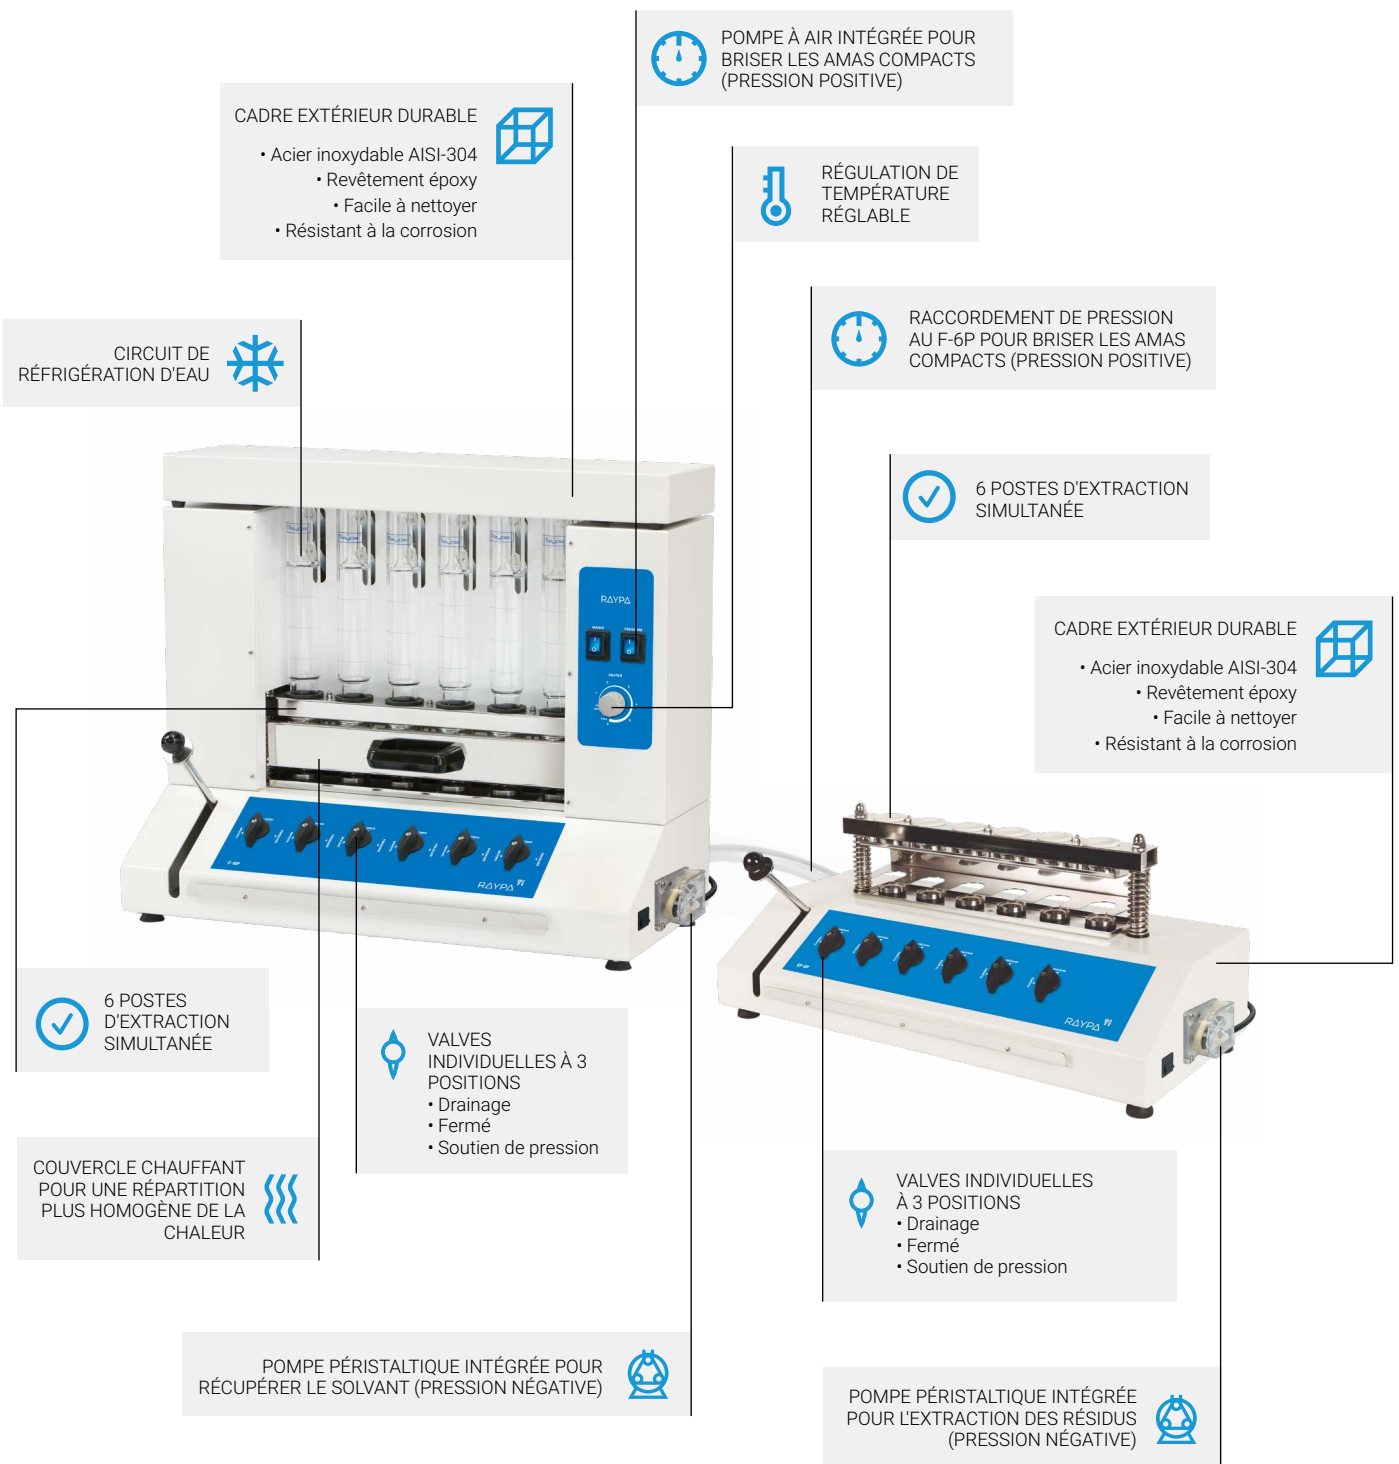 POMPE À AIR INTÉGRÉE POUR
BRISER LES AMAS COMPACTS
(PRESSION POSITIVE)
CADRE EXTÉRIEUR DURABLE
• Acier inoxydable AISI-304
• Revêtement époxy
• Facile à nettoyer
• Résistant à la corrosion
RÉGULATION DE
TEMPÉRATURE
RÉGLABLE
RACCORDEMENT DE PRESSION
AU F-6P POUR BRISER LES AMAS
COMPACTS (PRESSION POSITIVE)
CIRCUIT DE
RÉFRIGÉRATION D'EAU
6 POSTES D'EXTRACTION
SIMULTANÉE
CADRE EXTÉRIEUR DURABLE
• Acier inoxydable AISI-304
• Revêtement époxy
• Facile à nettoyer
• Résistant à la corrosion
RAYPA
MAINS
PRESSURE
HEATER
F-6P
RAYPA
RAYPA
6 POSTES
D'EXTRACTION
SIMULTANÉE
VALVES
INDIVIDUELLES À 3
POSITIONS
• Drainage
• Fermé
• Soutien de pression
COUVERCLE CHAUFFANT
POUR UNE RÉPARTITION
PLUS HOMOGÈNE DE LA
CHALEUR
VALVES INDIVIDUELLES
À 3 POSITIONS
• Drainage
• Fermé
• Soutien de pression
POMPE PÉRISTALTIQUE INTÉGRÉE POUR
RÉCUPÉRER LE SOLVANT (PRESSION NÉGATIVE)
POMPE PÉRISTALTIQUE INTÉGRÉE
POUR L'EXTRACTION DES RÉSIDUS
(PRESSION NÉGATIVE)